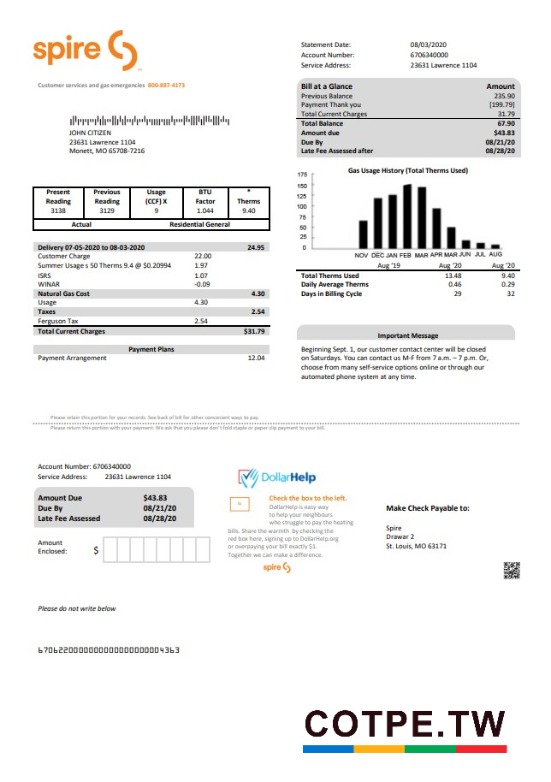 spire
Customer services and gas emergencies 800-887-4173
Statement Date: 08/03/2020
Account Number: 6706340000
Service Address: 23631 Lawrence 1104
JOHN CITIZEN
23631 Lawrence 1104
Monett, MO 65708-7216
Bill at a Glance Amount
Previous Balance 235.90
Payment Thank you [199.79]
Total Current Charges 31.79
Total Balance 67.90
Amount due $43.83
Due By 08/21/20
Late Fee Assessed after 08/28/20
Present Reading 3138
Previous Reading 3129
Usage (CCF) X 9
BTU Factor 1.044
* Therms 9.40
Actual Residential General
Gas Usage History (Total Therms Used)
175
150
125
100
75
50
25
0
NOV DEC JAN FEB MAR APR MAR JUN JUL AUG
Aug '19 Aug '20 Aug '20
Total Therms Used 13.48 9.40
Daily Average Therms 0.46 0.29
Days in Billing Cycle 29 32
Delivery 07-05-2020 to 08-03-2020 24.95
Customer Charge 22.00
Summer Usage s 50 Therms 9.4 @ $0.20994 1.97
ISRS 1.07
WINAR -0.09
Natural Gas Cost 4.30
Usage 4.30
Taxes 2.54
Ferguson Tax 2.54
Total Current Charges $31.79
Payment Plans
Payment Arrangement 12.04
Important Message
Beginning Sept. 1, our customer contact center will be closed
on Saturdays. You can contact us M-F from 7 a.m. – 7 p.m. Or,
choose from many self-service options online or through our
automated phone system at any time.
Please return this portion for your records. See back of bill for other convenient ways to pay.
Please return this portion with your payment. We ask that you please don't fold staple or paper clip payment to your bill.
Account Number: 6706340000
Service Address: 23631 Lawrence 1104
Amount Due $43.83
Due By 08/21/20
Late Fee Assessed 08/28/20
Amount
Enclosed: $
DollarHelp
Check the box to the left.
DollarHelp is easy way
to help your neighbours
who struggle to pay the heating
bills. Share the warmth by checking the
red box here, signing up to DollarHelp.org
or overpaying your bill exactly $1.
Together we can make a difference.
spire
Make Check Payable to:
Spire
Drawar 2
St. Louis, MO 63171
Please do not write below
COTPE.TW